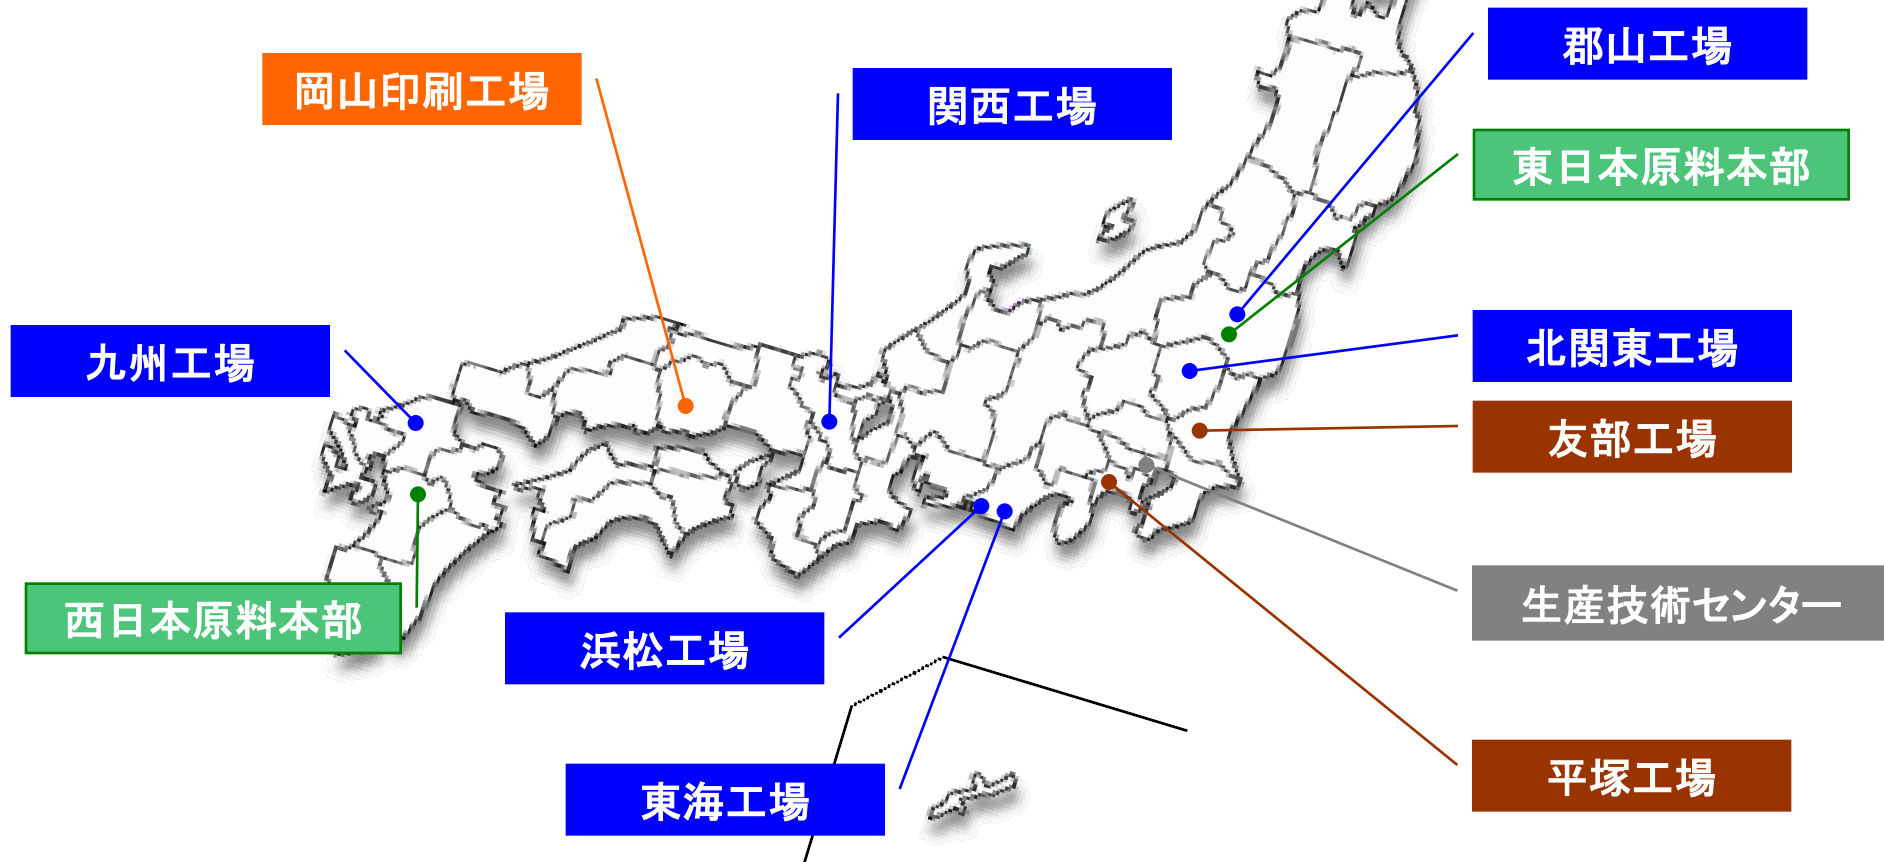 郡山工場
岡山印刷工場
関西工場
東日本原料本部
北関東工場
九州工場
友部工場
生産技術センター
西日本原料本部
浜松工場
平塚工場
東海工場